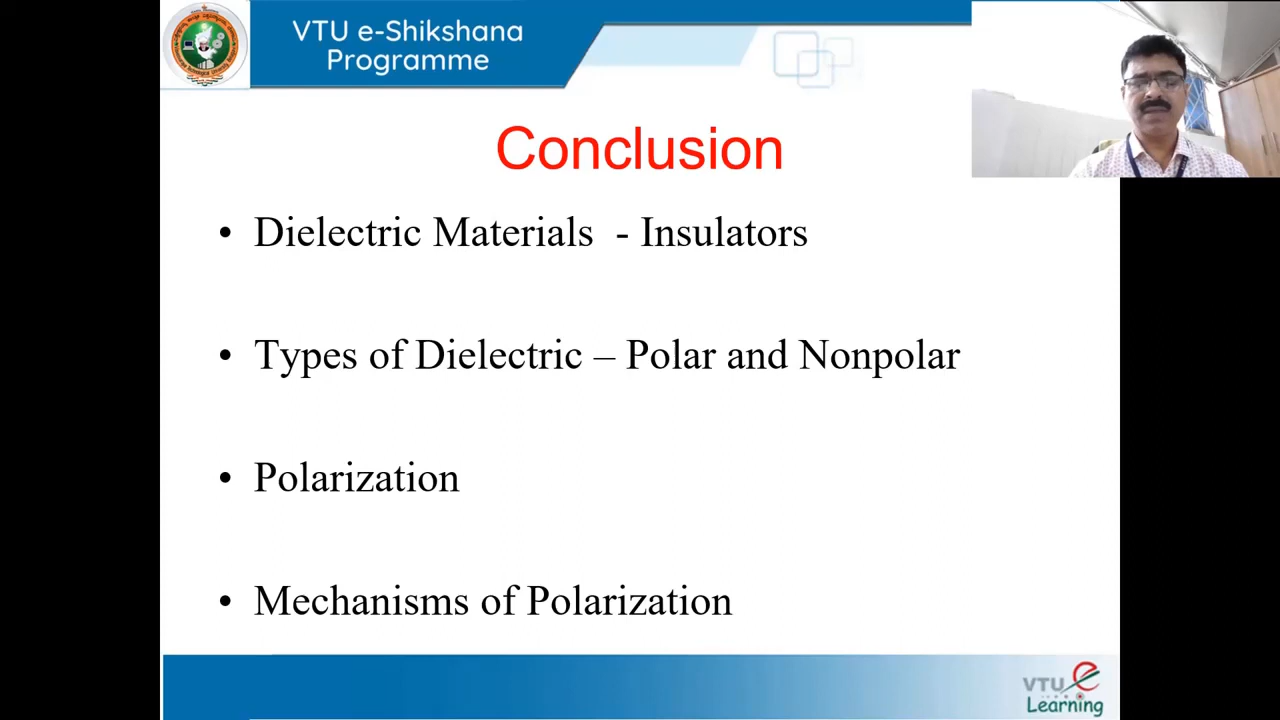 VTU e-Shikshana
Programme
Conclusion
• Dielectric Materials - Insulators
• Types of Dielectric – Polar and Nonpolar
• Polarization
• Mechanisms of Polarization
VTU e
Learning